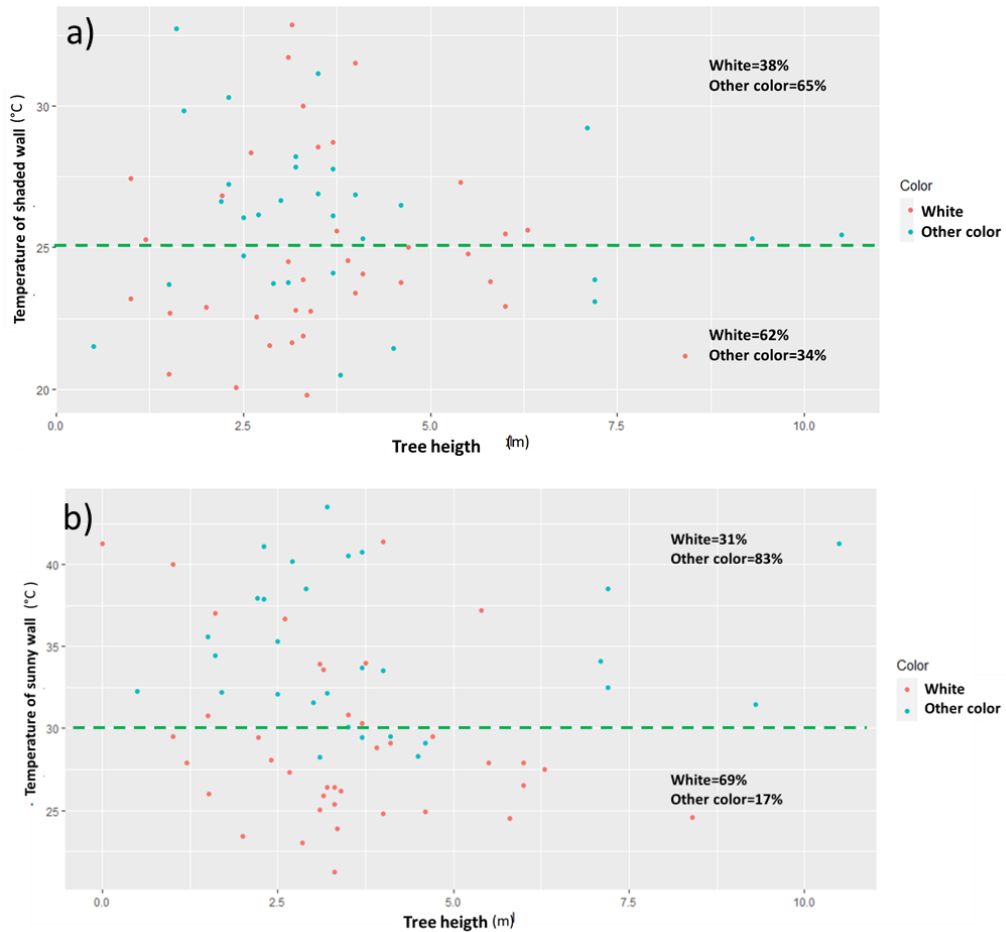 a)
White=38%
Other color=65%
30
25
20
Temperature of shaded wall (°C )
White=62%
Other color=34%
0.0
2.5
5.0
7.5
10.0
Tree heigth (m)
Color
White
Other color
b)
White=31%
Other color=83%
40
35
30
25
Temperature of sunny wall (°C )
White=69%
Other color=17%
0.0
2.5
5.0
7.5
10.0
Tree heigth (m)
Color
White
Other color